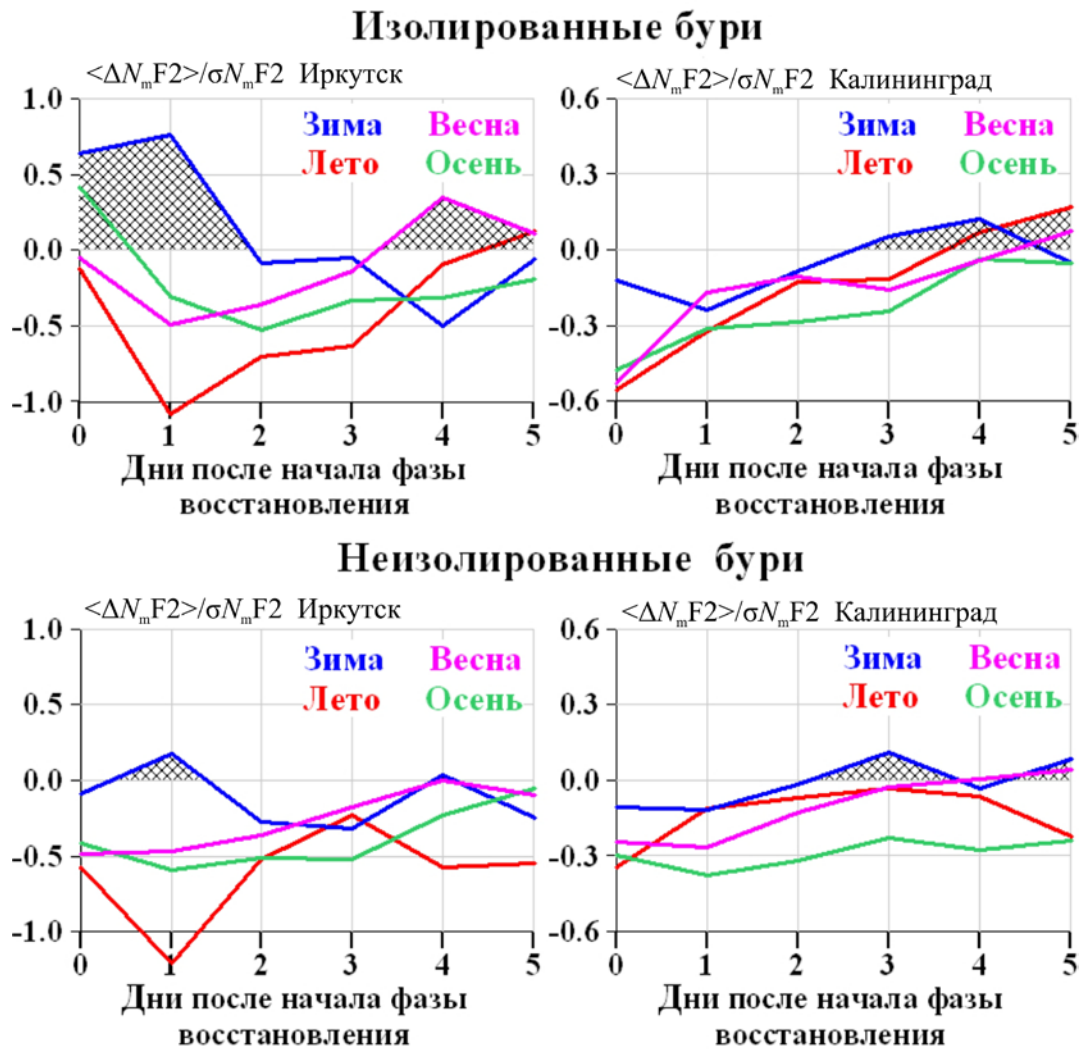 Изолированные бури
<ΔNmF2>/σNmF2 Иркутск
1.0
0.5
0.0
-0.5
-1.0
Зима Весна
Лето Осень
0 1 2 3 4 5
Дни после начала фазы
восстановления
<ΔNmF2>/σNmF2 Калининград
0.6
0.3
0.0
-0.3
-0.6
Зима Весна
Лето Осень
0 1 2 3 4 5
Дни после начала фазы
восстановления
Неизолированные бури
<ΔNmF2>/σNmF2 Иркутск
1.0
0.5
0.0
-0.5
-1.0
Зима Весна
Лето Осень
0 1 2 3 4 5
Дни после начала фазы
восстановления
<ΔNmF2>/σNmF2 Калининград
0.6
0.3
0.0
-0.3
-0.6
Зима Весна
Лето Осень
0 1 2 3 4 5
Дни после начала фазы
восстановления